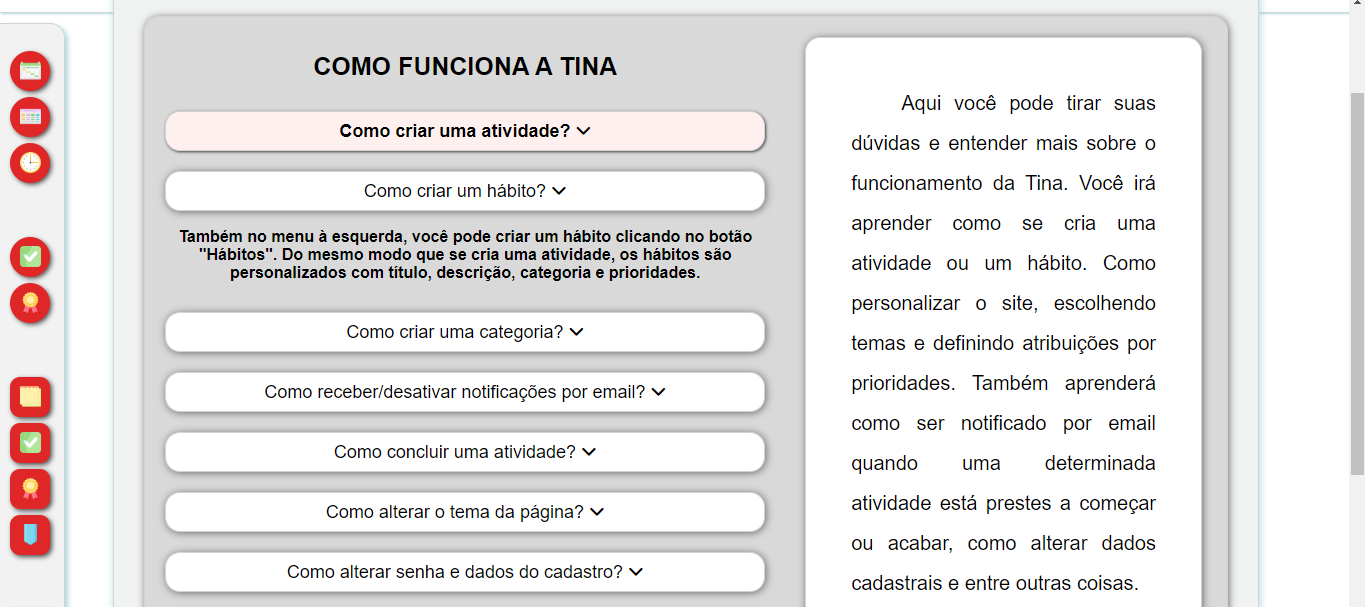 COMO FUNCIONA A TINA
Como criar uma atividade?
Como criar um hábito?
Também no menu à esquerda, você pode criar um hábito clicando no botão
"Hábitos". Do mesmo modo que se cria uma atividade, os hábitos são
personalizados com título, descrição, categoria e prioridades.
Como criar uma categoria?
Como receber/desativar notificações por email?
Como concluir uma atividade?
Como alterar o tema da página?
Como alterar senha e dados do cadastro?
Aqui você pode tirar suas
dúvidas e entender mais sobre o
funcionamento da Tina. Você irá
aprender como se cria uma
atividade ou um hábito. Como
personalizar o site, escolhendo
temas e definindo atribuições por
prioridades. Também aprenderá
como ser notificado por email
quando uma determinada
atividade está prestes a começar
ou acabar, como alterar dados
cadastrais e entre outras coisas.